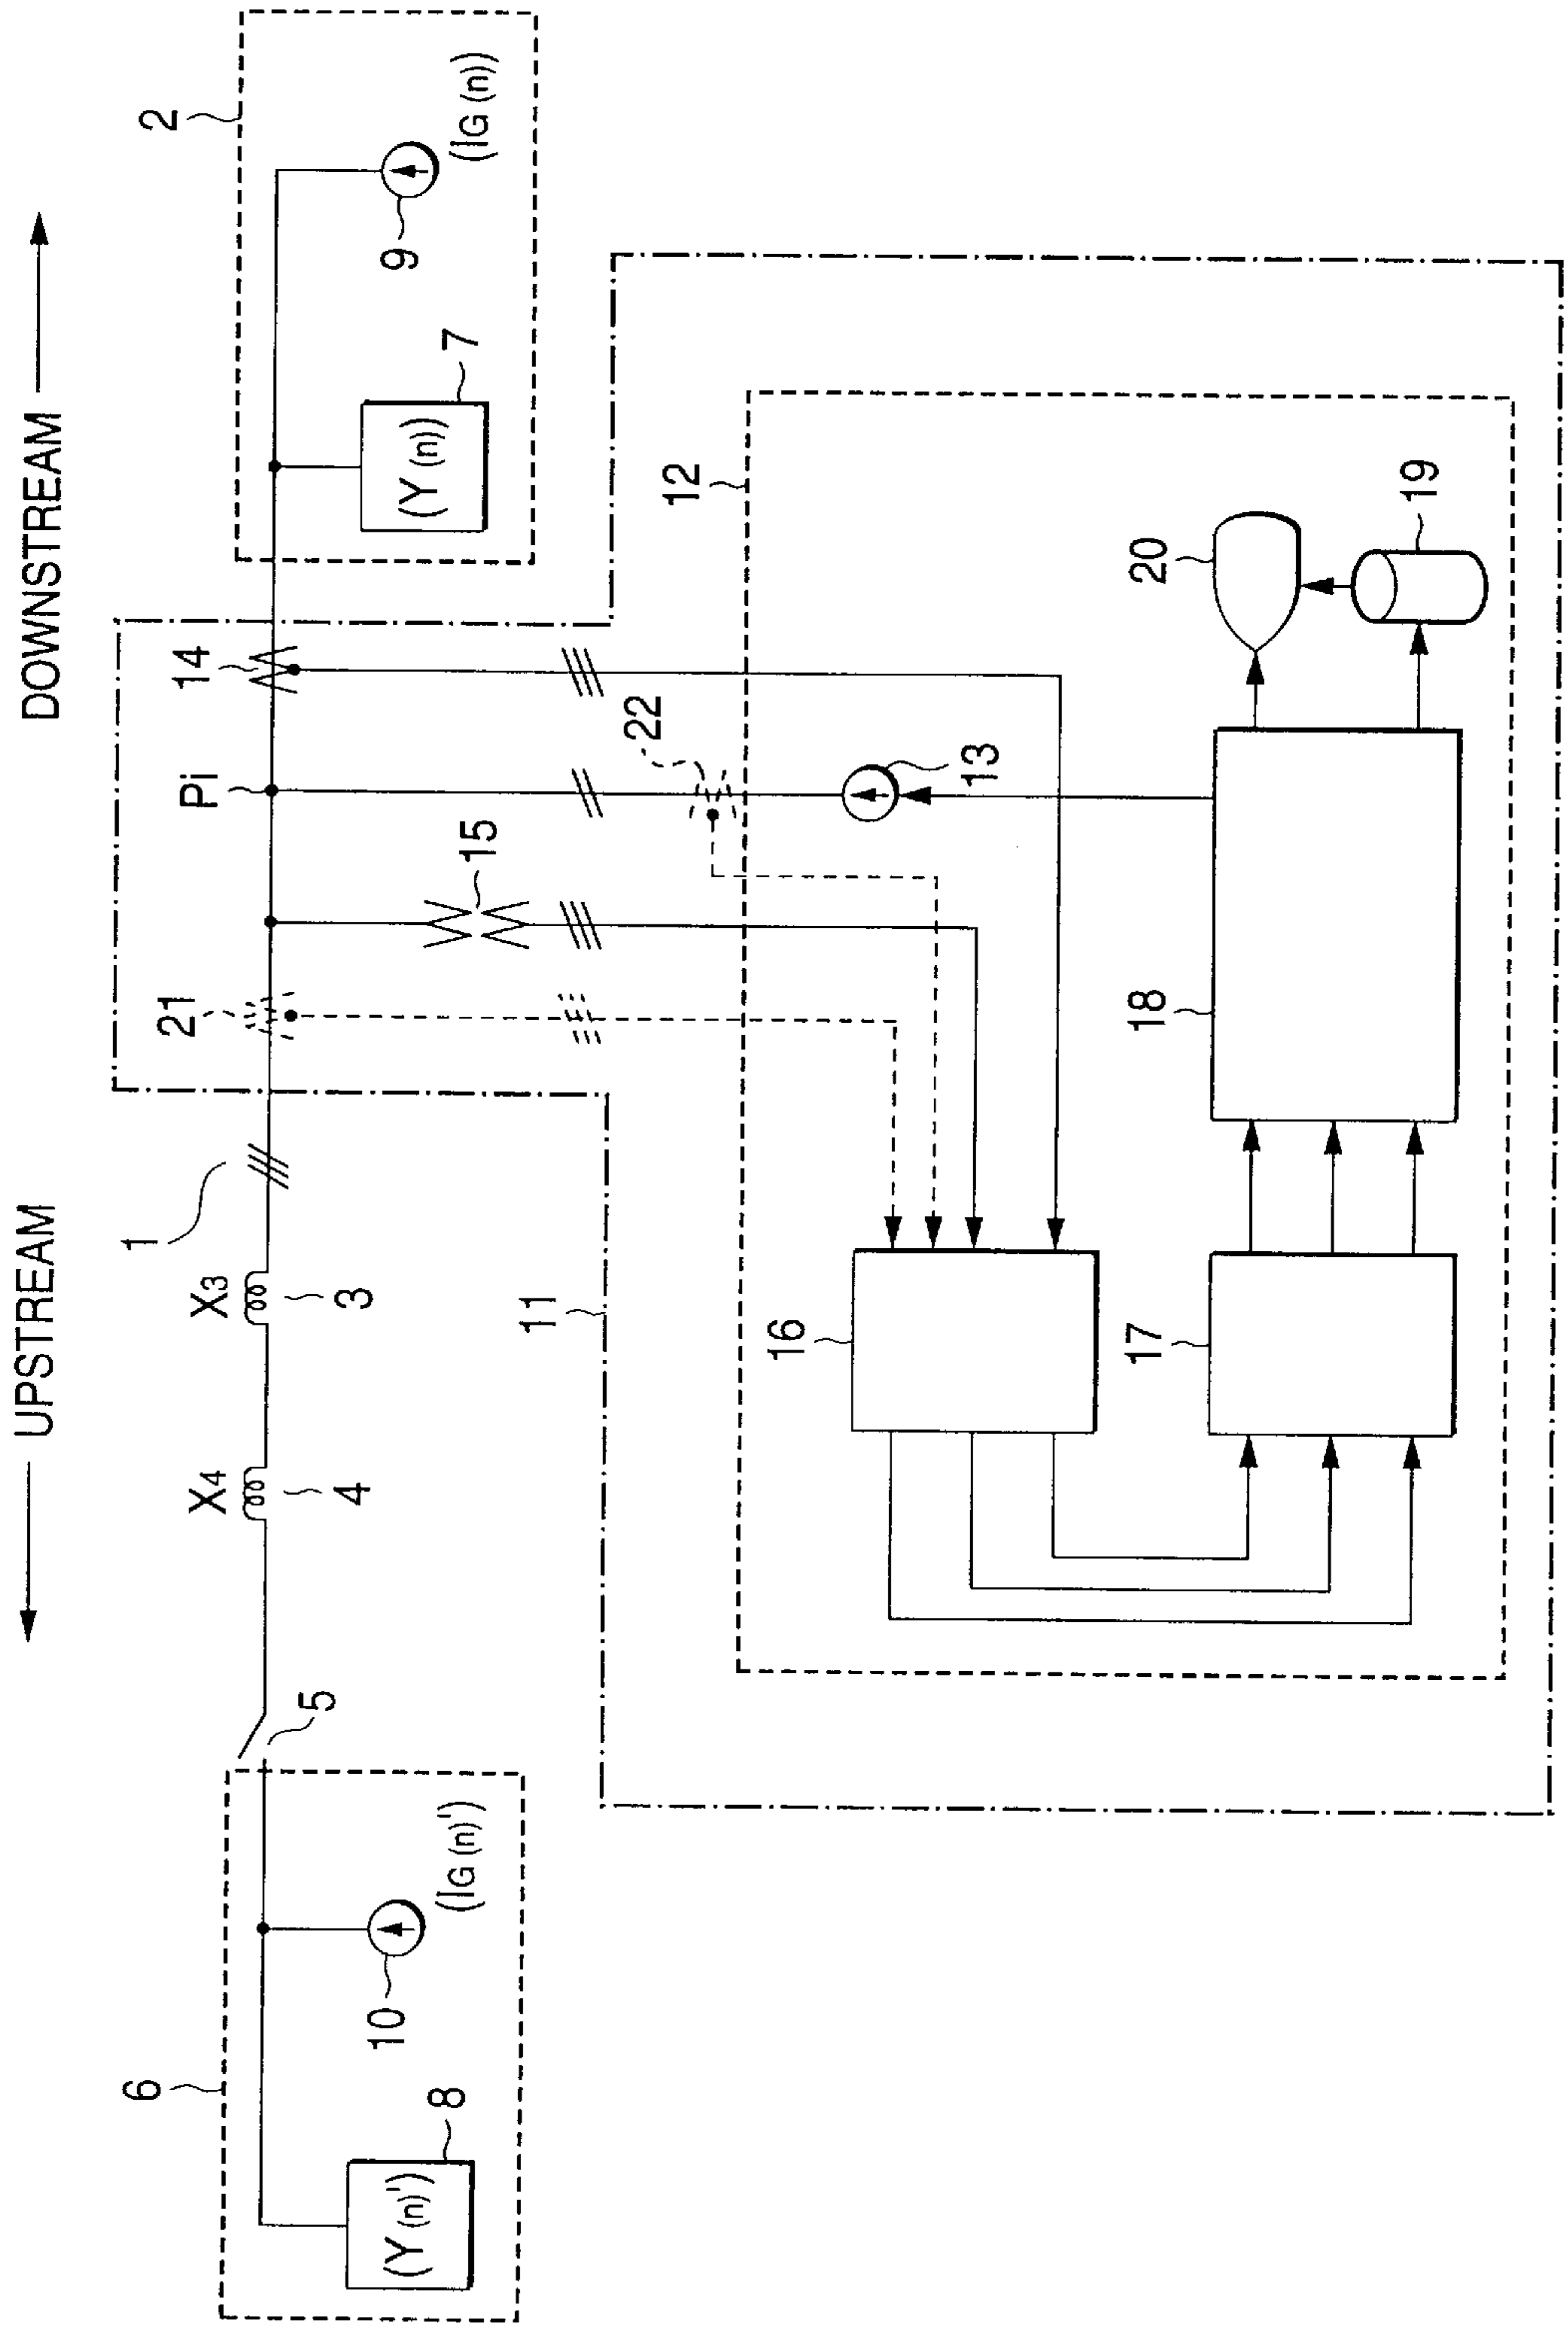 UPSTREAM
DOWNSTREAM
6
5
X4
X3
1
21
Pi
14
2
4
3
15
22
(Y(n)')
8
10
(IG(n)')
(Y(n))
7
9
(IG(n))
11
12
16
13
17
18
20
19